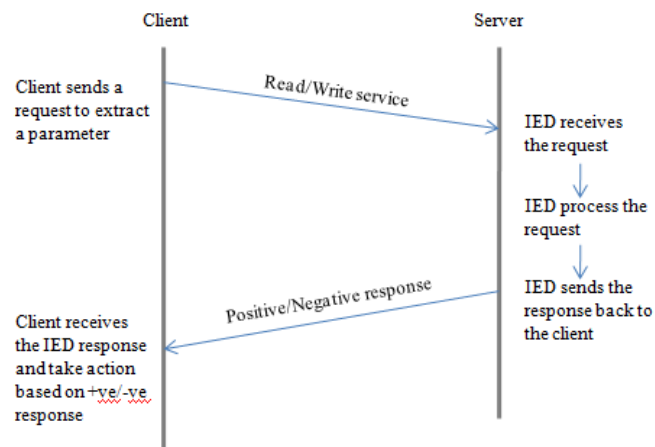 Client
Server
Client sends a
request to extract
a parameter
Read/Write service
IED receives
the request
IED process the
request
IED sends the
response back to
the client
Positive/Negative response
Client receives
the IED response
and take action
based on +ve/-ve
response